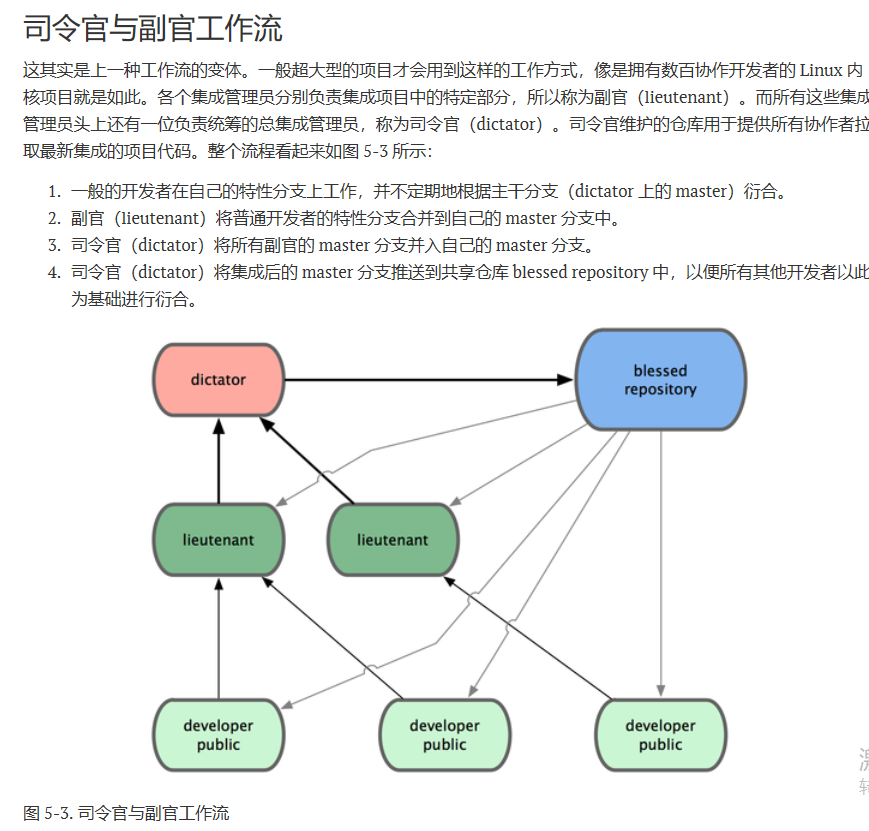 司令官与副官工作流
这其实是上一种工作流的变体。一般超大型的项目才会用到这样的工作方式，像是拥有数百协作开发者的 Linux 内
核项目就是如此。各个集成管理员分别负责集成项目中的特定部分，所以称为副官（lieutenant）。而所有这些集成
管理员头上还有一位负责统筹的总集成管理员，称为司令官（dictator）。司令官维护的仓库用于提供所有协作者拉
取最新集成的项目代码。整个流程看起来如图 5-3 所示：
1. 一般的开发者在自己的特性分支上工作，并不定期地根据主干分支（dictator 上的 master）衍合。
2. 副官（lieutenant）将普通开发者的特性分支合并到自己的 master 分支中。
3. 司令官（dictator）将所有副官的 master 分支并入自己的 master 分支。
4. 司令官（dictator）将集成后的 master 分支推送到共享仓库 blessed repository 中，以便所有其他开发者以此
为基础进行衍合。
dictator
blessed
repository
lieutenant
lieutenant
developer
public
developer
public
developer
public
图 5-3. 司令官与副官工作流